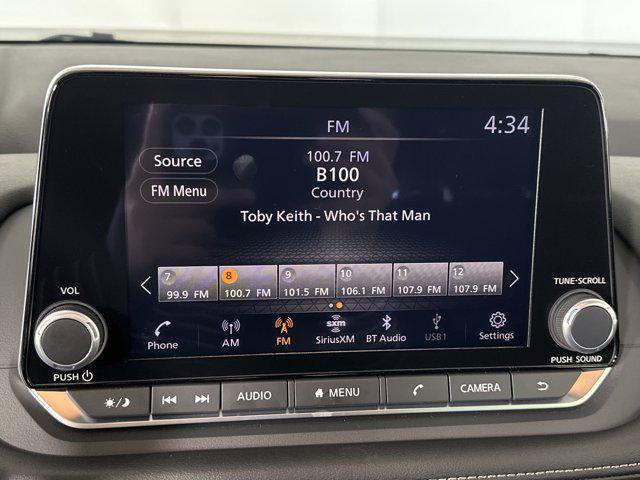 FM
4:34
Source
100.7 FM
B100
FM Menu
Country
Toby Keith - Who's That Man
7 8 9 10 11 12
99.9 FM 100.7 FM 101.5 FM 106.1 FM 107.9 FM 107.9 FM
VOL
TUNE·SCROLL
Phone AM FM sxm SiriusXM BT Audio USB1 Settings
PUSH
PUSH SOUND
AUDIO MENU CAMERA